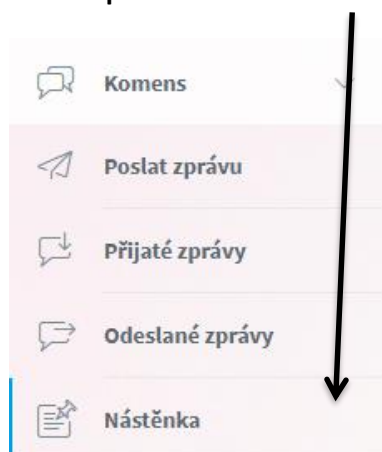 Komens
Poslat zprávu
Přijaté zprávy
Odeslané zprávy
Nástěnka